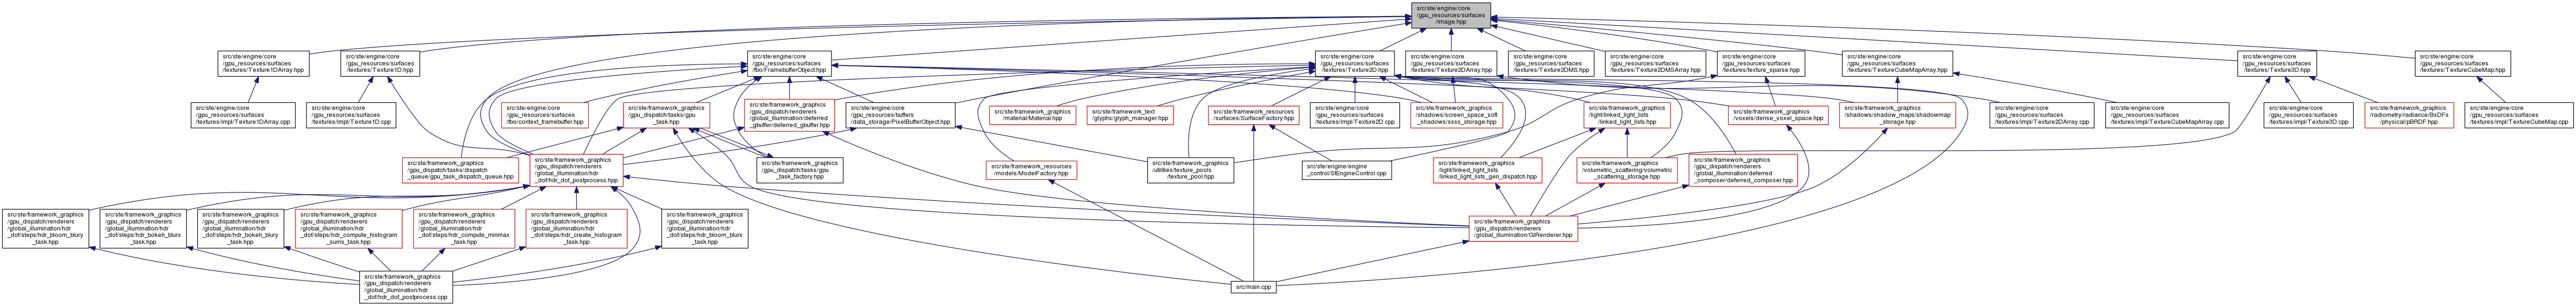 src/ste/engine/core
/gpu_resources/surfaces
/image.hpp
src/ste/engine/core
/gpu_resources/surfaces
/textures/Texture1DArray.hpp
src/ste/engine/core
/gpu_resources/surfaces
/textures/Texture1D.hpp
src/ste/engine/core
/gpu_resources/surfaces
/fbo/FramebufferObject.hpp
src/ste/engine/core
/gpu_resources/surfaces
/textures/Texture2D.hpp
src/ste/engine/core
/gpu_resources/surfaces
/textures/Texture2DArray.hpp
src/ste/engine/core
/gpu_resources/surfaces
/textures/Texture2DMS.hpp
src/ste/engine/core
/gpu_resources/surfaces
/textures/Texture2DMSArray.hpp
src/ste/engine/core
/gpu_resources/surfaces
/textures/texture_sparse.hpp
src/ste/engine/core
/gpu_resources/surfaces
/textures/TextureCubeMapArray.hpp
src/ste/engine/core
/gpu_resources/surfaces
/textures/Texture3D.hpp
src/ste/engine/core
/gpu_resources/surfaces
/textures/TextureCubeMap.hpp
src/ste/engine/core
/gpu_resources/surfaces
/textures/impl/Texture1DArray.cpp
src/ste/engine/core
/gpu_resources/surfaces
/textures/impl/Texture1D.cpp
src/ste/engine/core
/gpu_resources/surfaces
/fbo/context_framebuffer.hpp
src/ste/framework_graphics
/gpu_dispatch/tasks/gpu
_task.hpp
src/ste/framework_graphics
/gpu_dispatch/renderers
/global_illumination/deferred
_gbuffer/deferred_gbuffer.hpp
src/ste/engine/core
/gpu_resources/buffers
/data_storage/PixelBufferObject.hpp
src/ste/framework_graphics
/material/Material.hpp
src/ste/framework_text
/glyphs/glyph_manager.hpp
src/ste/framework_resources
/surfaces/SurfaceFactory.hpp
src/ste/engine/core
/gpu_resources/surfaces
/textures/impl/Texture2D.cpp
src/ste/framework_graphics
/shadows/screen_space_soft
_shadows/ssss_storage.hpp
src/ste/framework_graphics
/light/linked_light_lists
/linked_light_lists.hpp
src/ste/framework_graphics
/voxels/dense_voxel_space.hpp
src/ste/framework_graphics
/shadows/shadow_maps/shadowmap
_storage.hpp
src/ste/engine/core
/gpu_resources/surfaces
/textures/impl/Texture2DArray.cpp
src/ste/engine/core
/gpu_resources/surfaces
/textures/impl/TextureCubeMapArray.cpp
src/ste/engine/core
/gpu_resources/surfaces
/textures/impl/Texture3D.cpp
src/ste/framework_graphics
/radiometry/radiance/BxDFs
/physical/pBRDF.hpp
src/ste/engine/core
/gpu_resources/surfaces
/textures/impl/TextureCubeMap.cpp
src/ste/framework_graphics
/gpu_dispatch/tasks/dispatch
_queue/gpu_task_dispatch_queue.hpp
src/ste/framework_graphics
/gpu_dispatch/renderers
/global_illumination/hdr
_dof/hdr_dof_postprocess.hpp
src/ste/framework_graphics
/gpu_dispatch/tasks/gpu
_task_factory.hpp
src/ste/framework_resources
/models/ModelFactory.hpp
src/ste/framework_graphics
/utilities/texture_pools
/texture_pool.hpp
src/ste/engine/engine
_control/StEngineControl.cpp
src/ste/framework_graphics
/light/linked_light_lists
/linked_light_lists_gen_dispatch.hpp
src/ste/framework_graphics
/volumetric_scattering/volumetric
_scattering_storage.hpp
src/ste/framework_graphics
/gpu_dispatch/renderers
/global_illumination/deferred
_composer/deferred_composer.hpp
src/ste/framework_graphics
/gpu_dispatch/renderers
/global_illumination/hdr
_dof/steps/hdr_bloom_blury
_task.hpp
src/ste/framework_graphics
/gpu_dispatch/renderers
/global_illumination/hdr
_dof/steps/hdr_bokeh_blurx
_task.hpp
src/ste/framework_graphics
/gpu_dispatch/renderers
/global_illumination/hdr
_dof/steps/hdr_bokeh_blury
_task.hpp
src/ste/framework_graphics
/gpu_dispatch/renderers
/global_illumination/hdr
_dof/steps/hdr_compute_histogram
_sums_task.hpp
src/ste/framework_graphics
/gpu_dispatch/renderers
/global_illumination/hdr
_dof/steps/hdr_compute_minmax
_task.hpp
src/ste/framework_graphics
/gpu_dispatch/renderers
/global_illumination/hdr
_dof/steps/hdr_create_histogram
_task.hpp
src/ste/framework_graphics
/gpu_dispatch/renderers
/global_illumination/hdr
_dof/steps/hdr_bloom_blurx
_task.hpp
src/ste/framework_graphics
/gpu_dispatch/renderers
/global_illumination/GIRenderer.hpp
src/ste/framework_graphics
/gpu_dispatch/renderers
/global_illumination/hdr
_dof/hdr_dof_postprocess.cpp
src/main.cpp